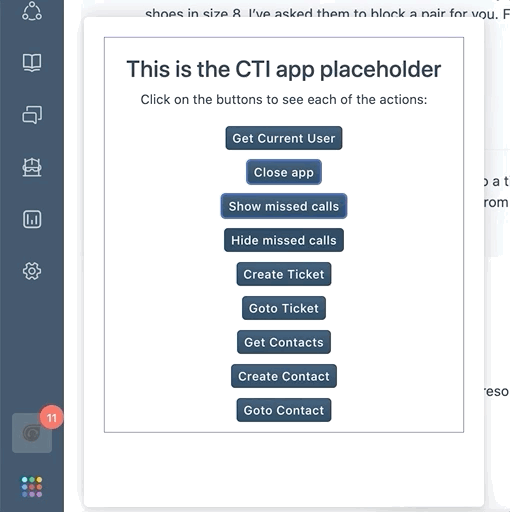 shoes in size 8. I've asked them to block a pair for you. F
This is the CTI app placeholder
Click on the buttons to see each of the actions:
Get Current User
Close app
Show missed calls
Hide missed calls
Create Ticket
Goto Ticket
Get Contacts
Create Contact
Goto Contact
o a t
rom
reso
11